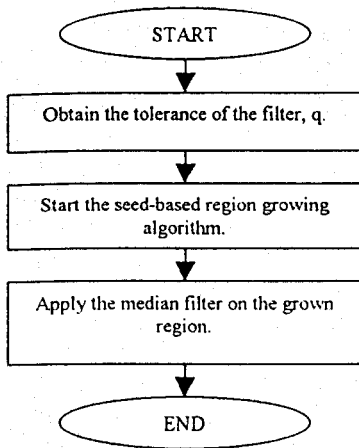 START
Obtain the tolerance of the filter, q.
Start the seed-based region growing
algorithm.
Apply the median filter on the grown
region.
END